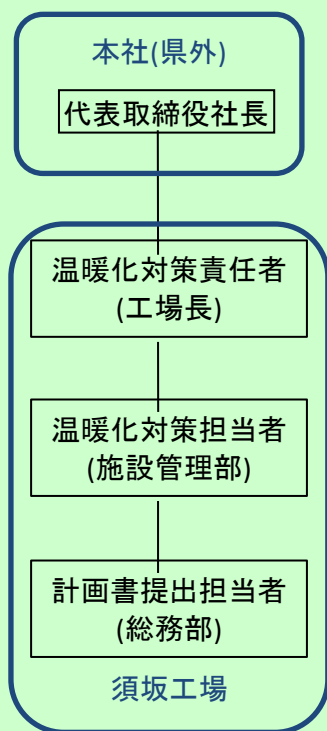 本社(県外)
代表取締役社長
温暖化対策責任者
(工場長)
温暖化対策担当者
(施設管理部)
計画書提出担当者
(総務部)
須坂工場